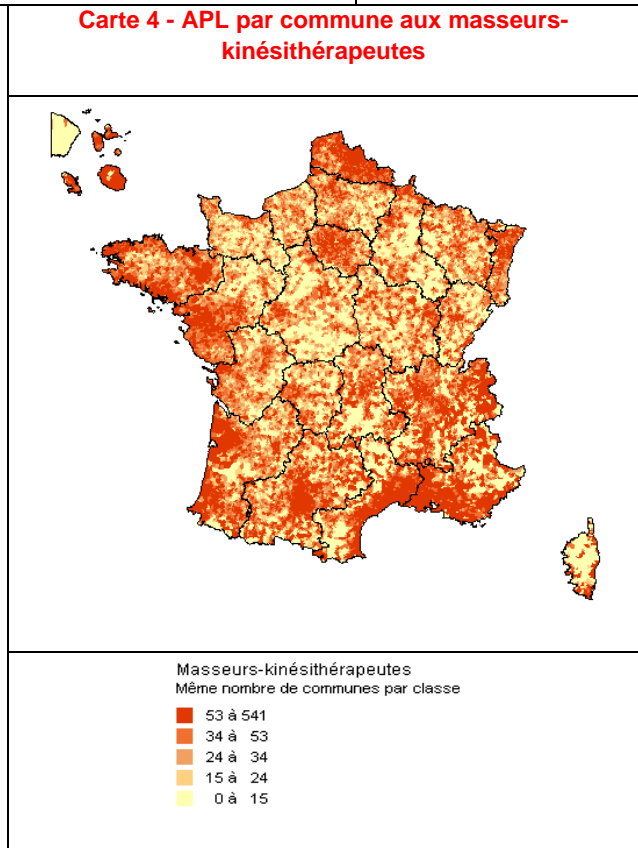 Carte 4 - APL par commune aux masseurs-
kinésithérapeutes
Masseurs-kinésithérapeutes
Même nombre de communes par classe
53 à 541
34 à 53
24 à 34
15 à 24
0 à 15